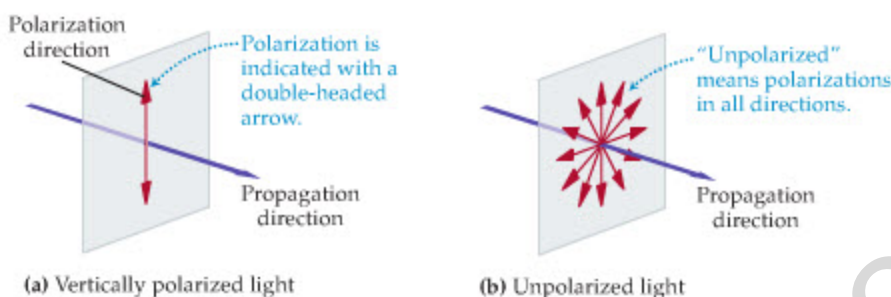 Polarization
direction
Polarization is
indicated with a
double-headed
arrow.
Propagation
direction
(a) Vertically polarized light
“Unpolarized”
means polarizations
in all directions.
Propagation
direction
(b) Unpolarized light